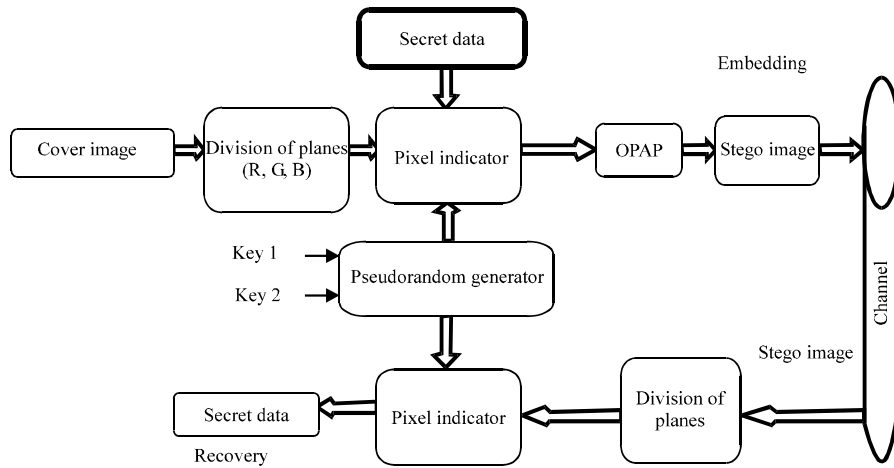 Secret data
Embedding
Cover image
Division of planes
(R, G, B)
Pixel indicator
OPAP
Stego image
Key 1
Key 2
Pseudorandom generator
Channel
Stego image
Secret data
Pixel indicator
Division of
planes
Recovery